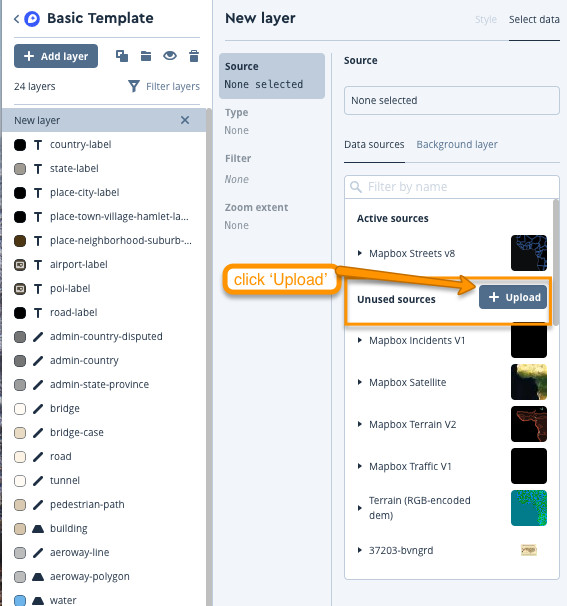 Basic Template
Add layer
24 layers
Filter layers
New layer
country-label
state-label
place-city-label
place-town-village-hamlet-la...
place-neighborhood-suburb-...
airport-label
poi-label
road-label
admin-country-disputed
admin-country
admin-state-province
bridge
bridge-case
road
tunnel
pedestrian-path
building
aeroway-line
aeroway-polygon
water
New layer
Style
Select data
Source
None selected
Type
None
Filter
None
Zoom extent
None
Source
None selected
Data sources
Background layer
Filter by name
Active sources
Mapbox Streets v8
click ‘Upload’
Unused sources
Upload
Mapbox Incidents V1
Mapbox Satellite
Mapbox Terrain V2
Mapbox Traffic V1
Terrain (RGB-encoded
dem)
37203-bvngrd